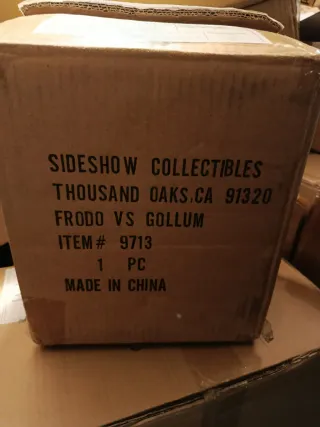 SIDESHOW COLLECTIBLES
THOUSAND OAKS,CA 91320
FRODO VS GOLLUM
ITEM# 9713
1 PC
MADE IN CHINA